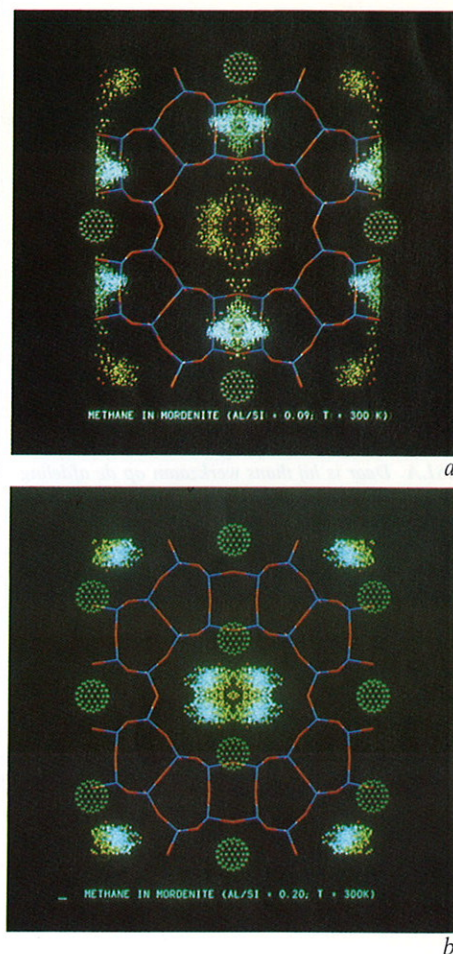 METHANE IN MORDENITE (AL/SI = 0.09; T = 300 K)
a
METHANE IN MORDENITE (AL/SI = 0.20; T = 300K)
b